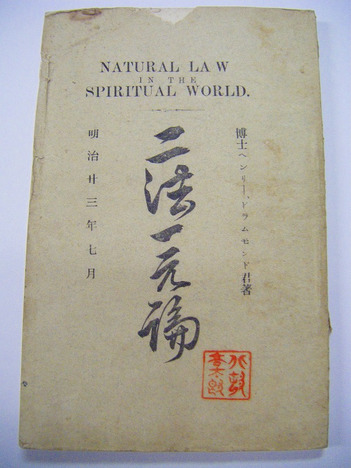 NATURAL LAW
IN THE
SPIRITUAL WORLD.
博士ヘンリー、ドラムモンド君著
二法一元論
明治廿三年七月